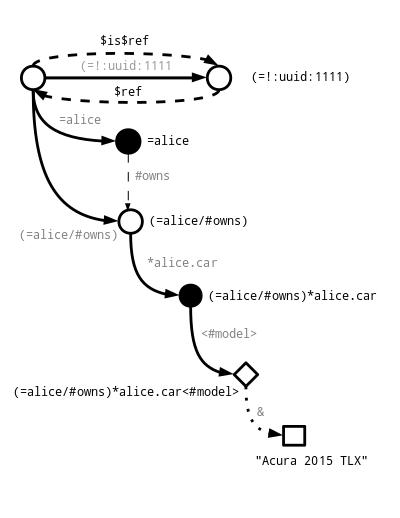 $is$ref
(=!:uuid:1111
(=!:uuid:1111)
$ref
=alice
=alice
#owns
(=alice/#owns)
(=alice/#owns)
*alice.car
(=alice/#owns)*alice.car
<#model>
(=alice/#owns)*alice.car<#model>
&
"Acura 2015 TLX"